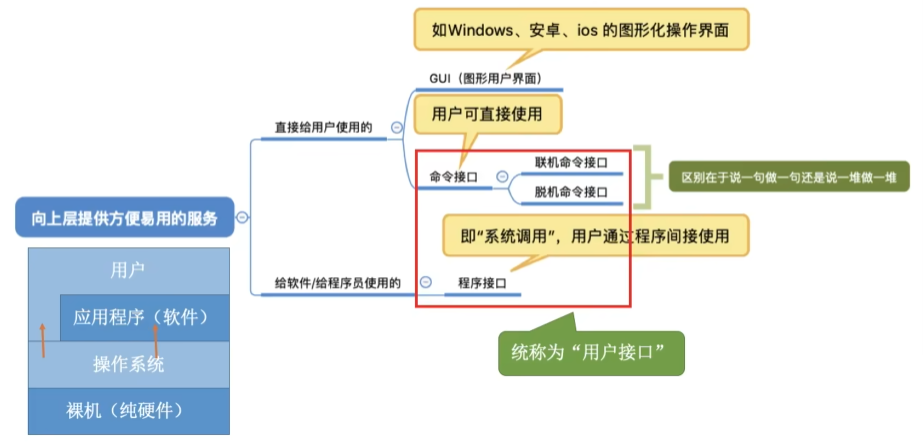 如Windows、安卓、ios 的图形化操作界面
GUI（图形用户界面）
用户可直接使用
直接给用户使用的
联机命令接口
命令接口
脱机命令接口
区别在于说一句做一句还是说一堆做一堆
向上层提供方便易用的服务
即“系统调用”，用户通过程序间接使用
给软件/给程序员使用的
程序接口
统称为“用户接口”
用户
应用程序（软件）
操作系统
裸机（纯硬件）